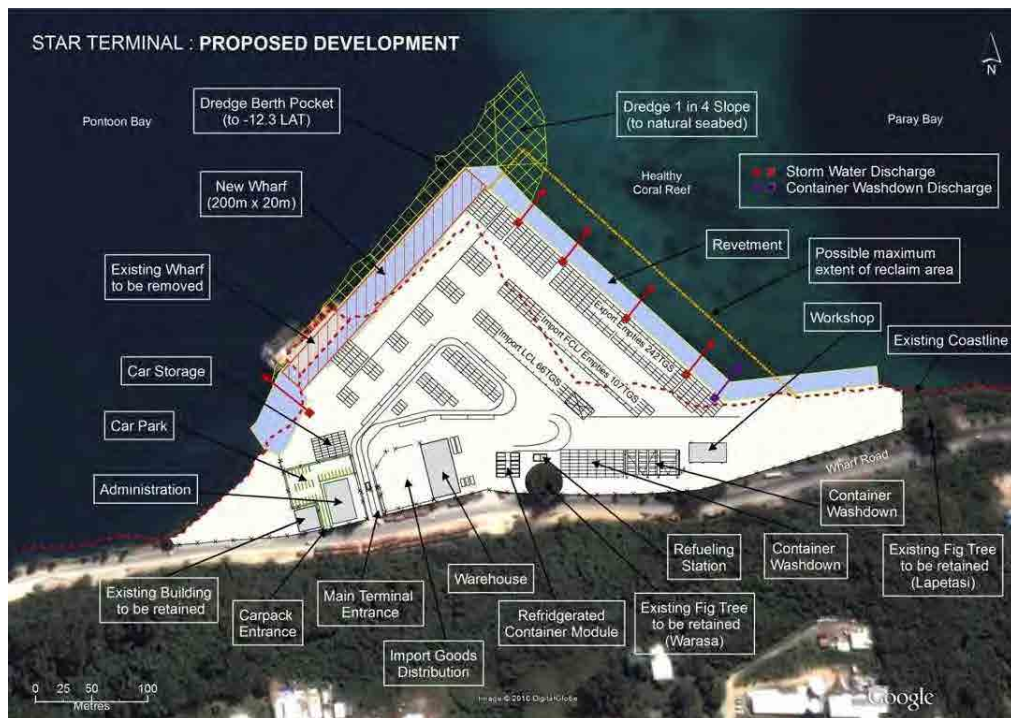 STAR TERMINAL : PROPOSED DEVELOPMENT
N
Dredge Berth Pocket
(to -12.3 LAT)
Dredge 1 in 4 Slope
(to natural seabed)
Pontoon Bay
Paray Bay
Healthy
Coral Reef
Storm Water Discharge
Container Washdown Discharge
New Wharf
(200m x 20m)
Revetment
Possible maximum
extent of reclaim area
Existing Wharf
to be removed
Workshop
Existing Coastline
Export Empties 242TGS
Import FCU Empties 107TGS
Import LCL 66TGS
Car Storage
Car Park
Administration
Wharf Road
Container
Washdown
Existing Building
to be retained
Carpack
Entrance
Main Terminal
Entrance
Import Goods
Distribution
Warehouse
Refridgerated
Container Module
Existing Fig Tree
to be retained
(Warasa)
Refueling
Station
Container
Washdown
Existing Fig Tree
to be retained
(Lapetasi)
0 25 50 100
Metres
Image © 2010 DigitalGlobe
Google